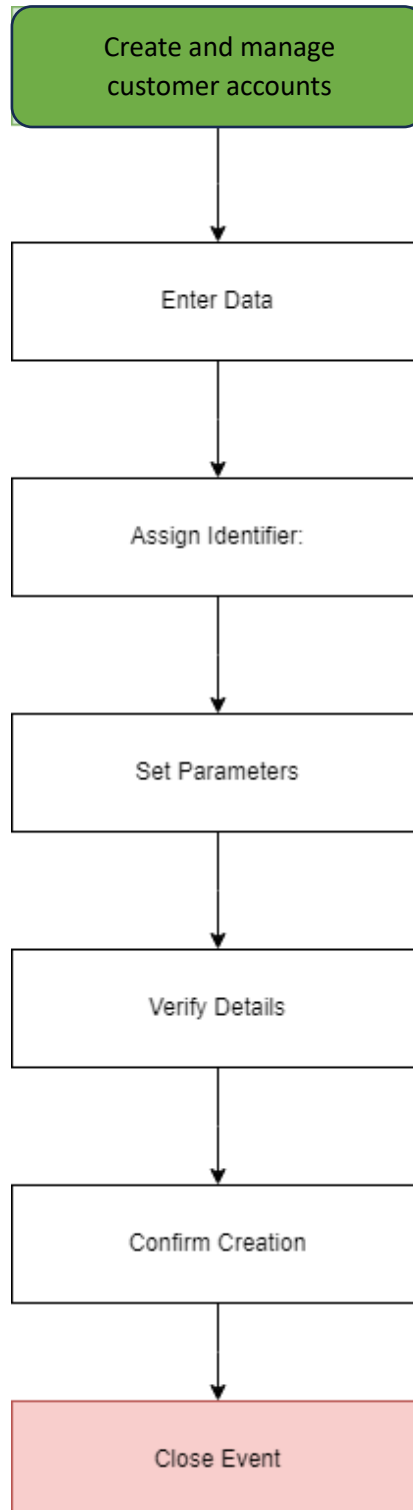 Create and manage
customer accounts
Enter Data
Assign Identifier:
Set Parameters
Verify Details
Confirm Creation
Close Event